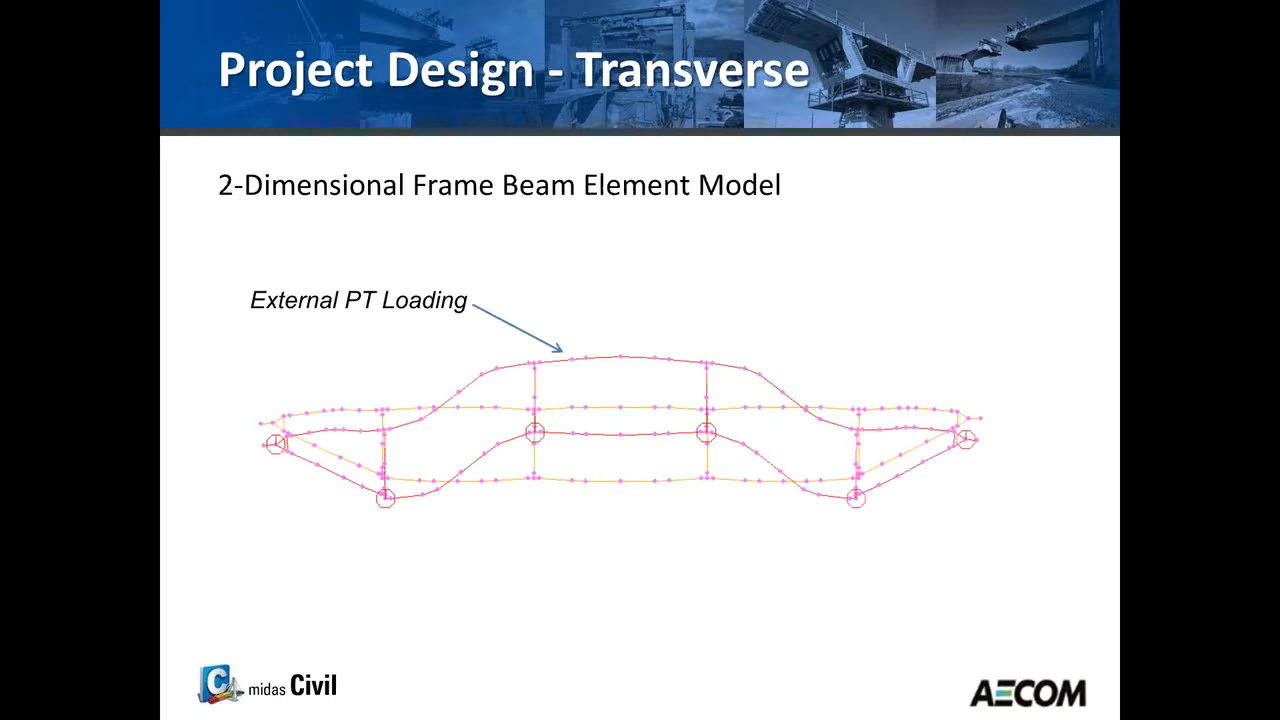 Project Design - Transverse
2-Dimensional Frame Beam Element Model
External PT Loading
midas Civil
AECOM